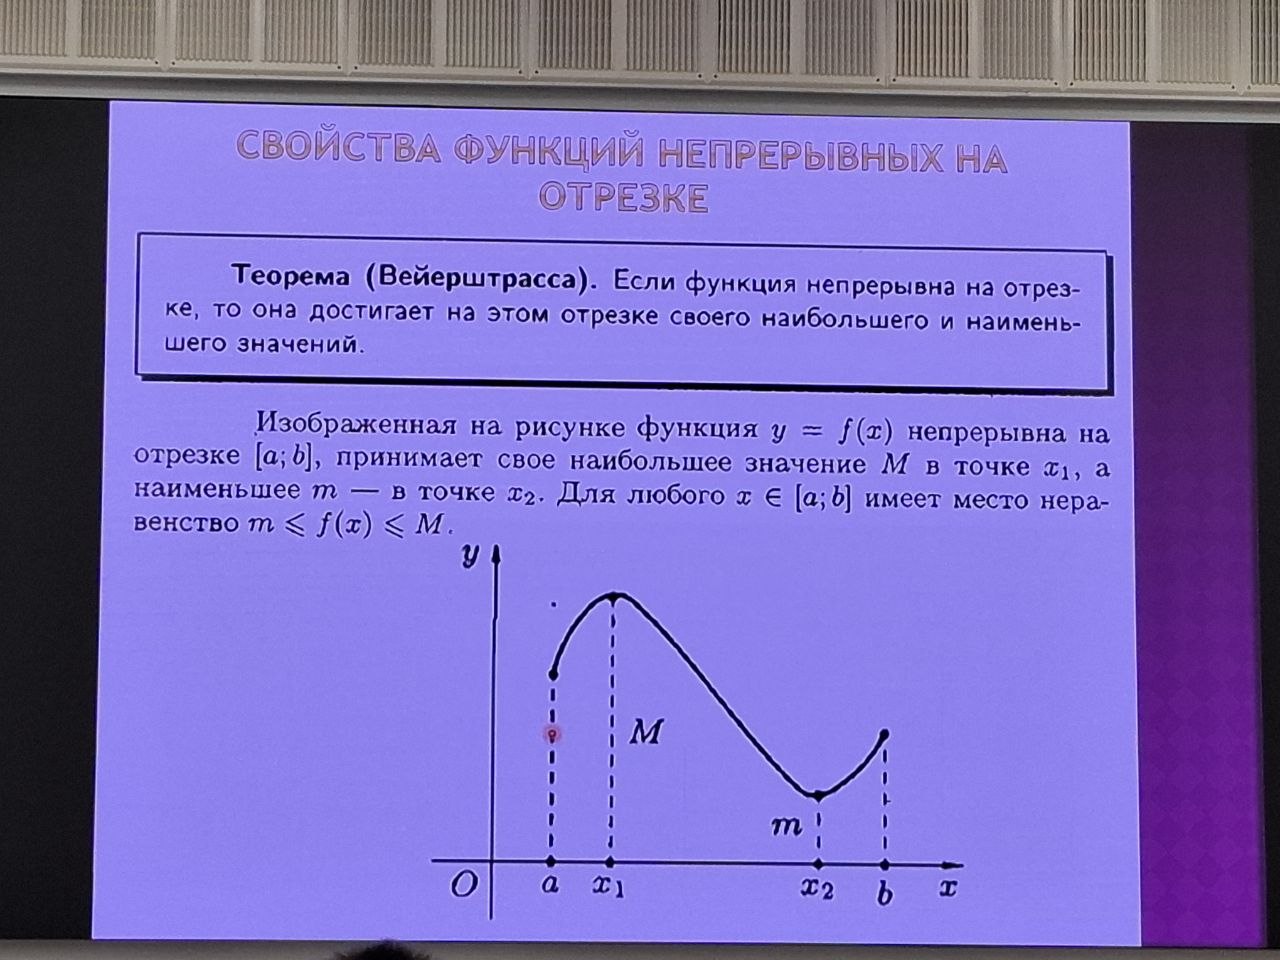 СВОЙСТВА ФУНКЦИЙ НЕПРЕРЫВНЫХ НА
ОТРЕЗКЕ
Теорема (Вейерштрасса). Если функция непрерывна на отрез-
ке, то она достигает на этом отрезке своего наибольшего и наимень-
шего значений.
Изображенная на рисунке функция y = f(x) непрерывна на
отрезке [a; b], принимает свое наибольшее значение M в точке x₁, а
наименьшее m — в точке x₂. Для любого x ∈ [a; b] имеет место нера-
венство m ⩽ f(x) ⩽ M.
y
M
m
O a x₁ x₂ b x